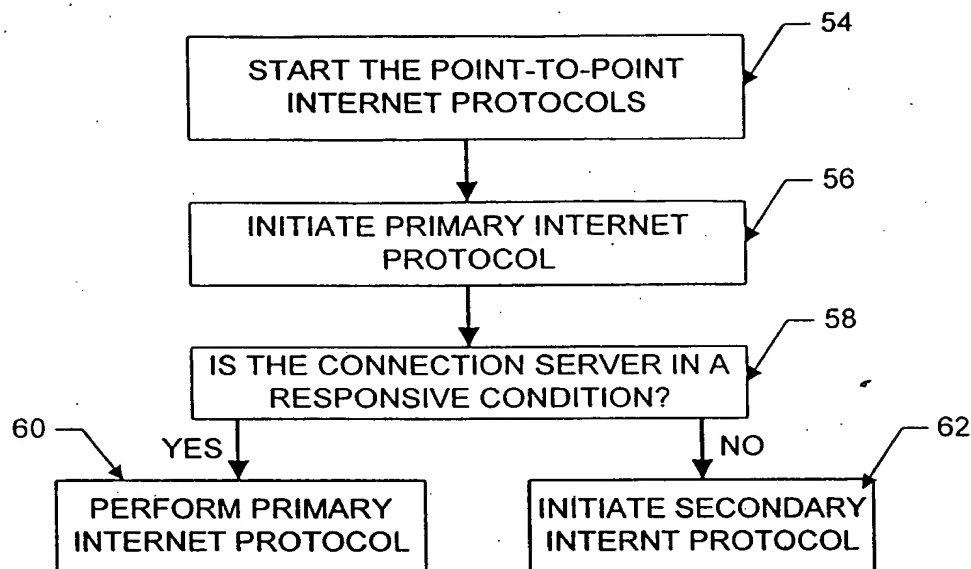 54
START THE POINT-TO-POINT
INTERNET PROTOCOLS
56
INITIATE PRIMARY INTERNET
PROTOCOL
58
IS THE CONNECTION SERVER IN A
RESPONSIVE CONDITION?
60
YES
NO
62
PERFORM PRIMARY
INTERNET PROTOCOL
INITIATE SECONDARY
INTERNT PROTOCOL